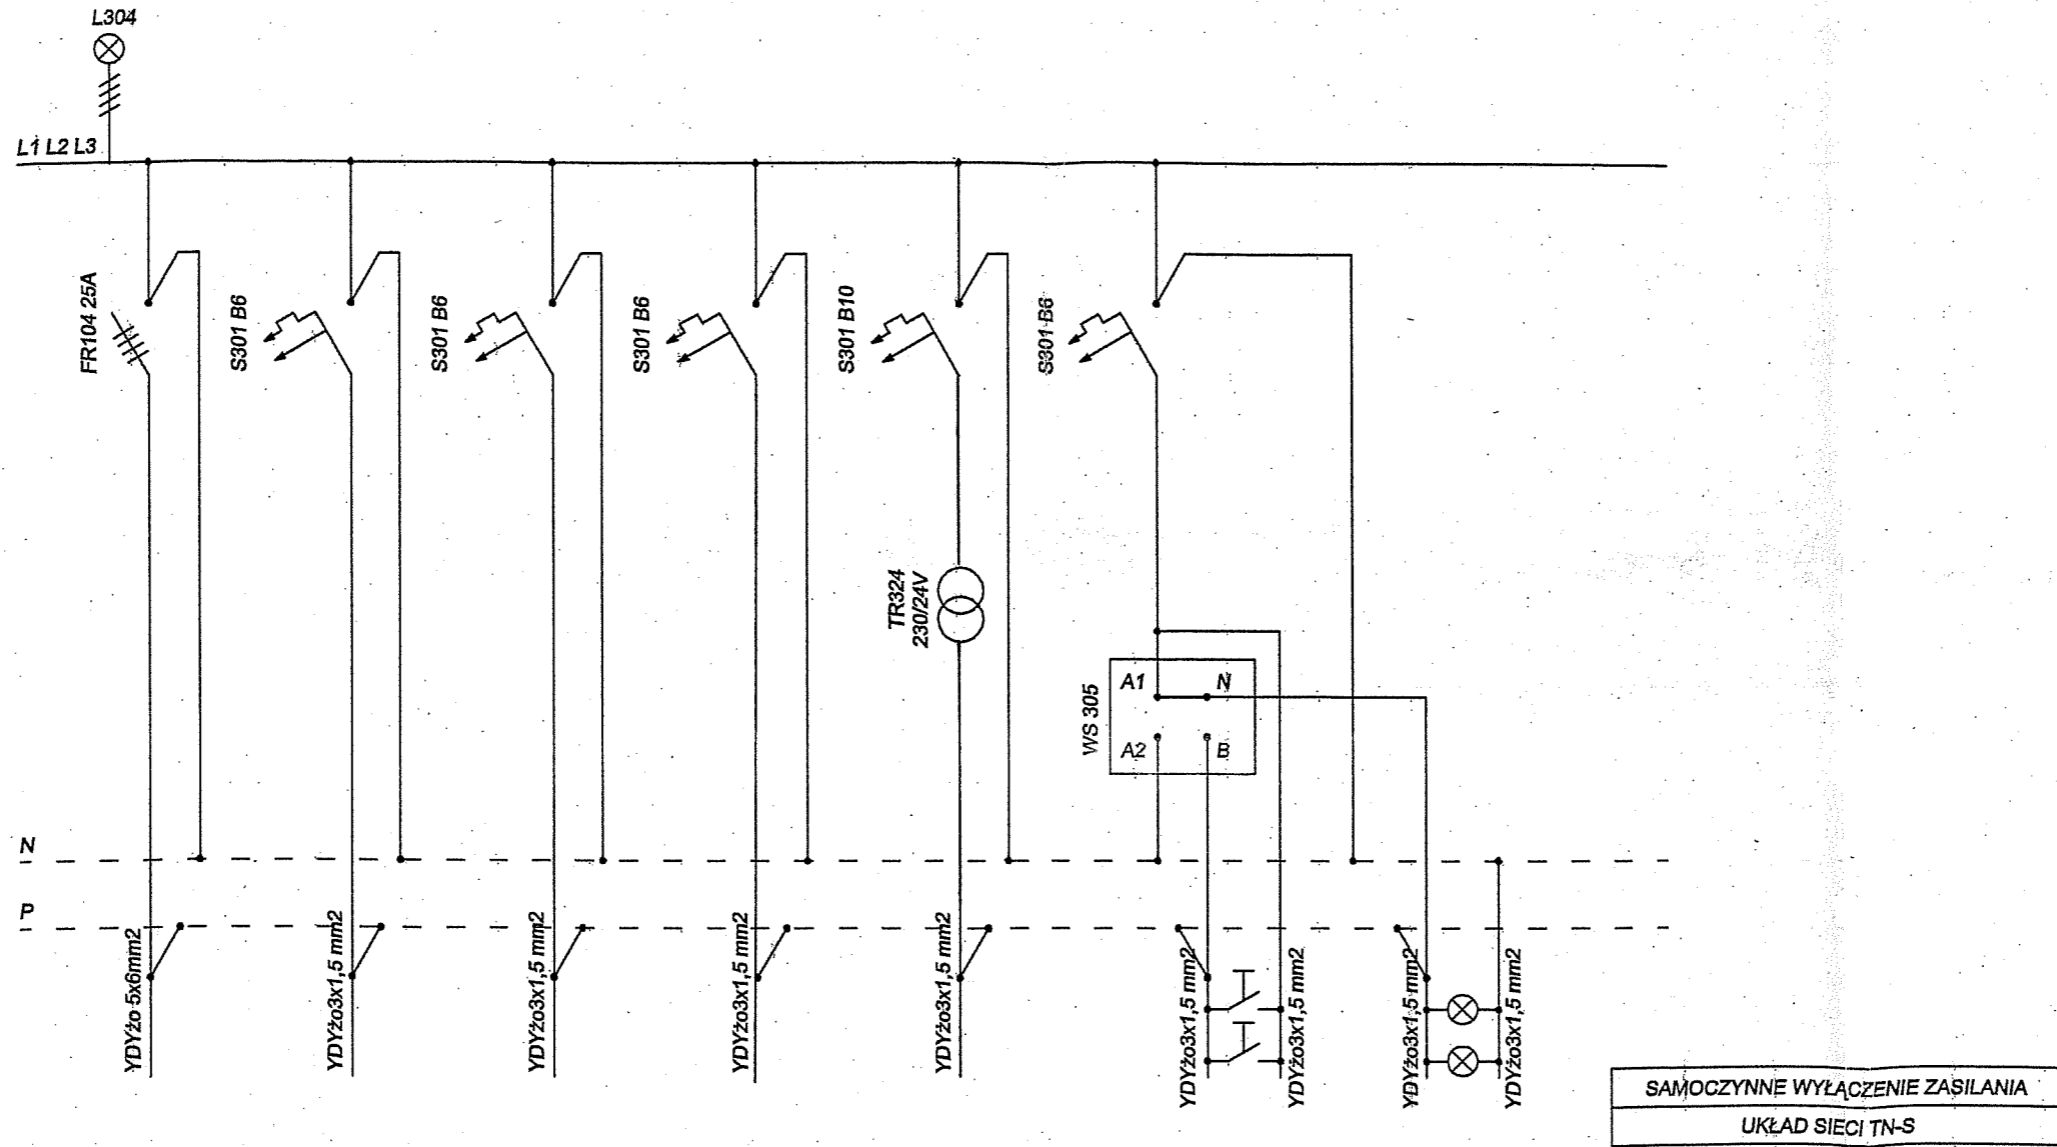 L304
L1 L2 L3
FR104 25A
S301 B6
S301 B6
S301 B6
S301 B10
S301 B6
TR324
230/24V
WS 305
A1
N
A2
B
N
P
YDYżo 5x6mm2
YDYżo3x1,5 mm2
YDYżo3x1,5 mm2
YDYżo3x1,5 mm2
YDYżo3x1,5 mm2
YDYżo3x1,5 mm2
YDYżo3x1,5 mm2
YDYżo3x1,5 mm2
YDYżo3x1,5 mm2
SAMOCZYNNE WYŁĄCZENIE ZASILANIA
UKŁAD SIECI TN-S